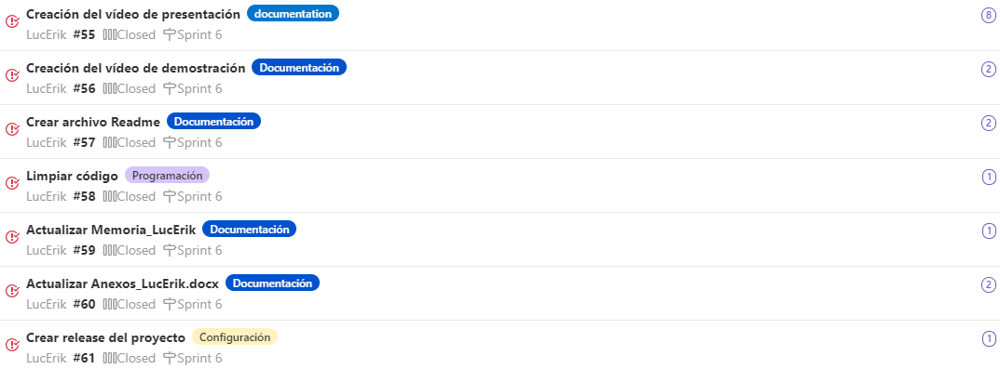 Creación del vídeo de presentación documentation 8
LucErik #55 Closed Sprint 6
Creación del vídeo de demostración Documentación 2
LucErik #56 Closed Sprint 6
Crear archivo Readme Documentación 2
LucErik #57 Closed Sprint 6
Limpiar código Programación 1
LucErik #58 Closed Sprint 6
Actualizar Memoria_LucErik Documentación 1
LucErik #59 Closed Sprint 6
Actualizar Anexos_LucErik.docx Documentación 2
LucErik #60 Closed Sprint 6
Crear release del proyecto Configuración 1
LucErik #61 Closed Sprint 6